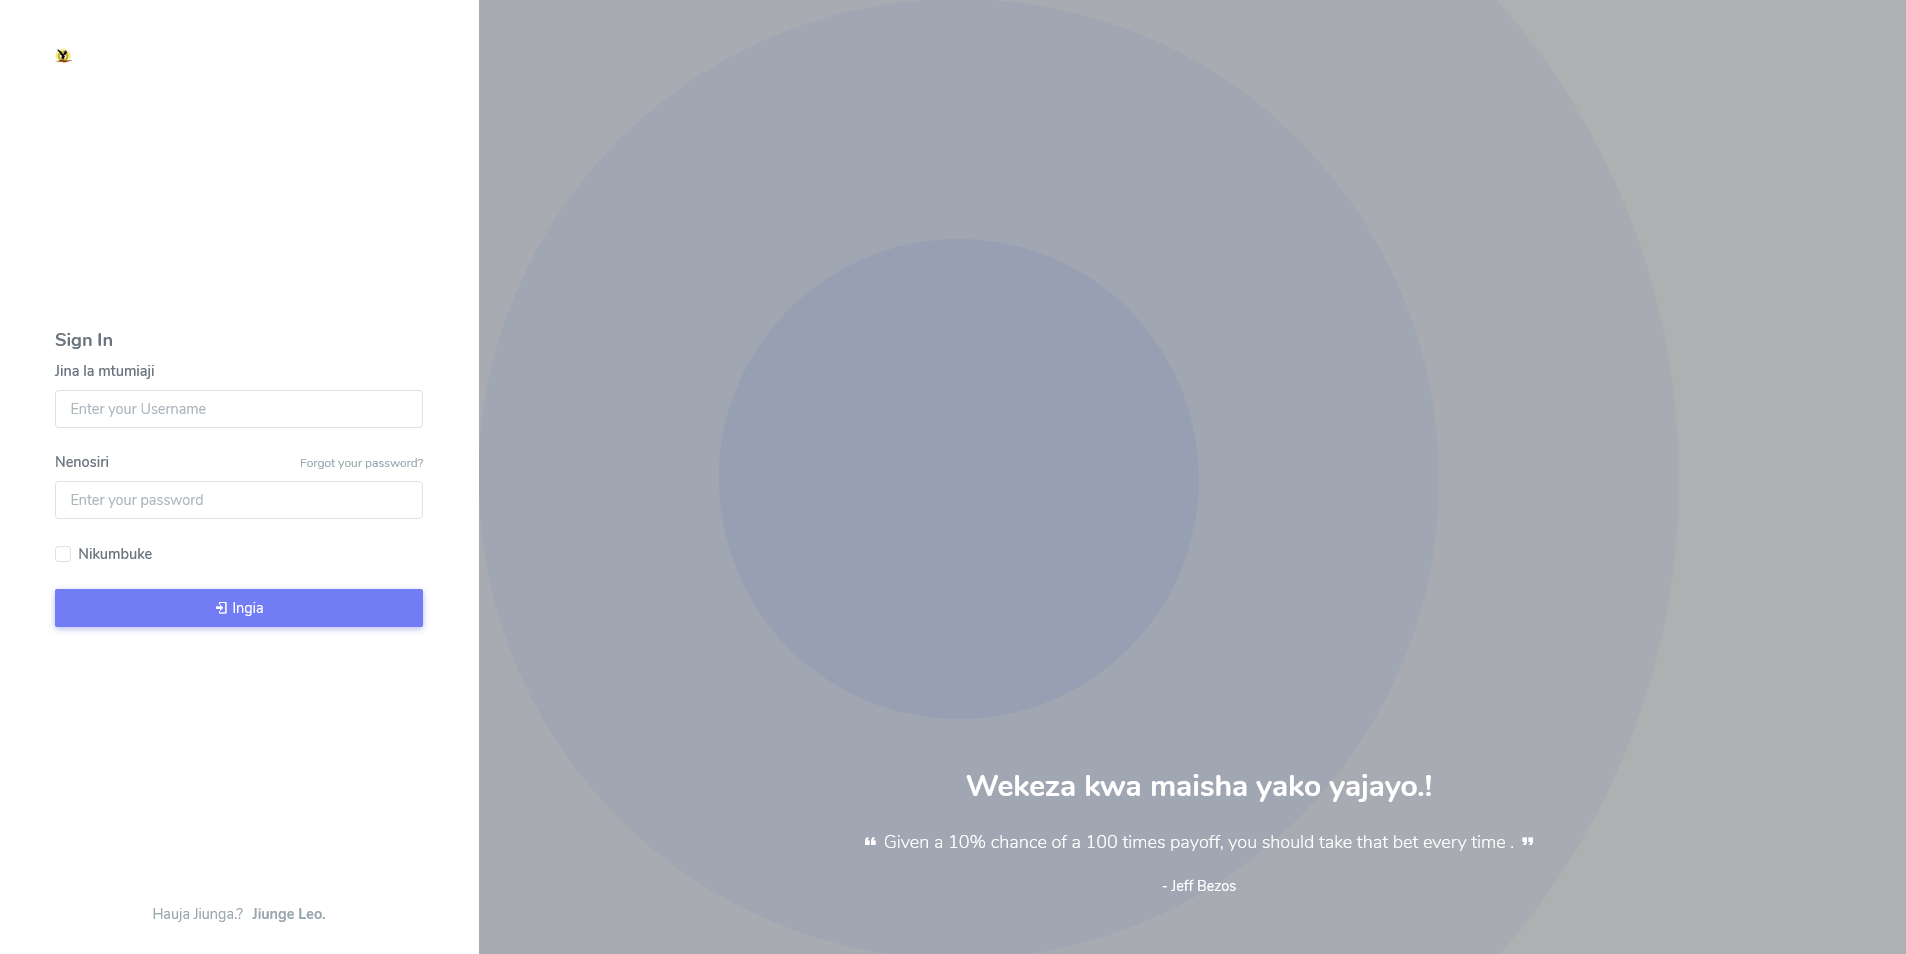 Sign In
Jina la mtumiaji
Enter your Username
Nenosiri Forgot your password?
Enter your password
Nikumbuke
Ingia
Hauja Jiunga.? Jiunge Leo.
Wekeza kwa maisha yako yajayo.!
❝ Given a 10% chance of a 100 times payoff, you should take that bet every time . ❞
- Jeff Bezos